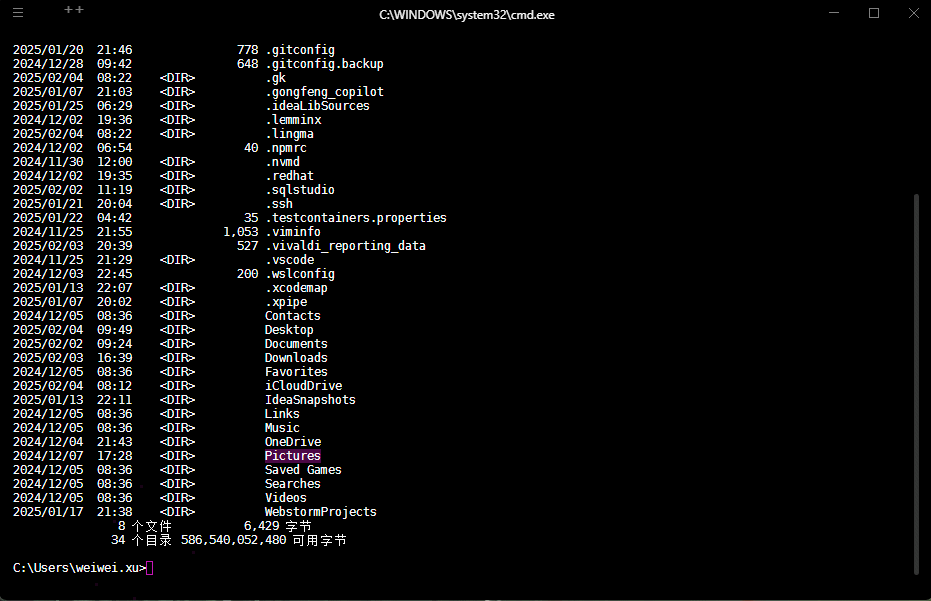 C:\WINDOWS\system32\cmd.exe
2025/01/20  21:46               778 .gitconfig
2024/12/28  09:42               648 .gitconfig.backup
2025/02/04  08:22    <DIR>          .gk
2025/01/07  21:03    <DIR>          .gongfeng_copilot
2025/01/25  06:29    <DIR>          .ideaLibSources
2024/12/02  19:36    <DIR>          .lemminx
2025/02/04  08:22    <DIR>          .lingma
2024/12/02  06:54                40 .npmrc
2024/11/30  12:00    <DIR>          .nvmd
2024/12/02  19:35    <DIR>          .redhat
2025/02/02  11:19    <DIR>          .sqlstudio
2025/01/21  20:04    <DIR>          .ssh
2025/01/22  04:42                35 .testcontainers.properties
2024/11/25  21:55             1,053 .viminfo
2025/02/03  20:39               527 .vivaldi_reporting_data
2024/11/25  21:29    <DIR>          .vscode
2024/12/03  22:45               200 .wslconfig
2025/01/13  22:07    <DIR>          .xcodemap
2025/01/07  20:02    <DIR>          .xpipe
2024/12/05  08:36    <DIR>          Contacts
2025/02/04  09:49    <DIR>          Desktop
2025/02/02  09:24    <DIR>          Documents
2025/02/03  16:39    <DIR>          Downloads
2024/12/05  08:36    <DIR>          Favorites
2025/02/04  08:12    <DIR>          iCloudDrive
2025/01/13  22:11    <DIR>          IdeaSnapshots
2024/12/05  08:36    <DIR>          Links
2024/12/05  08:36    <DIR>          Music
2024/12/04  21:43    <DIR>          OneDrive
2024/12/07  17:28    <DIR>          Pictures
2024/12/05  08:36    <DIR>          Saved Games
2024/12/05  08:36    <DIR>          Searches
2024/12/05  08:36    <DIR>          Videos
2025/01/17  21:38    <DIR>          WebstormProjects
8 个文件          6,429 字节
34 个目录 586,540,052,480 可用字节
C:\Users\weiwei.xu>